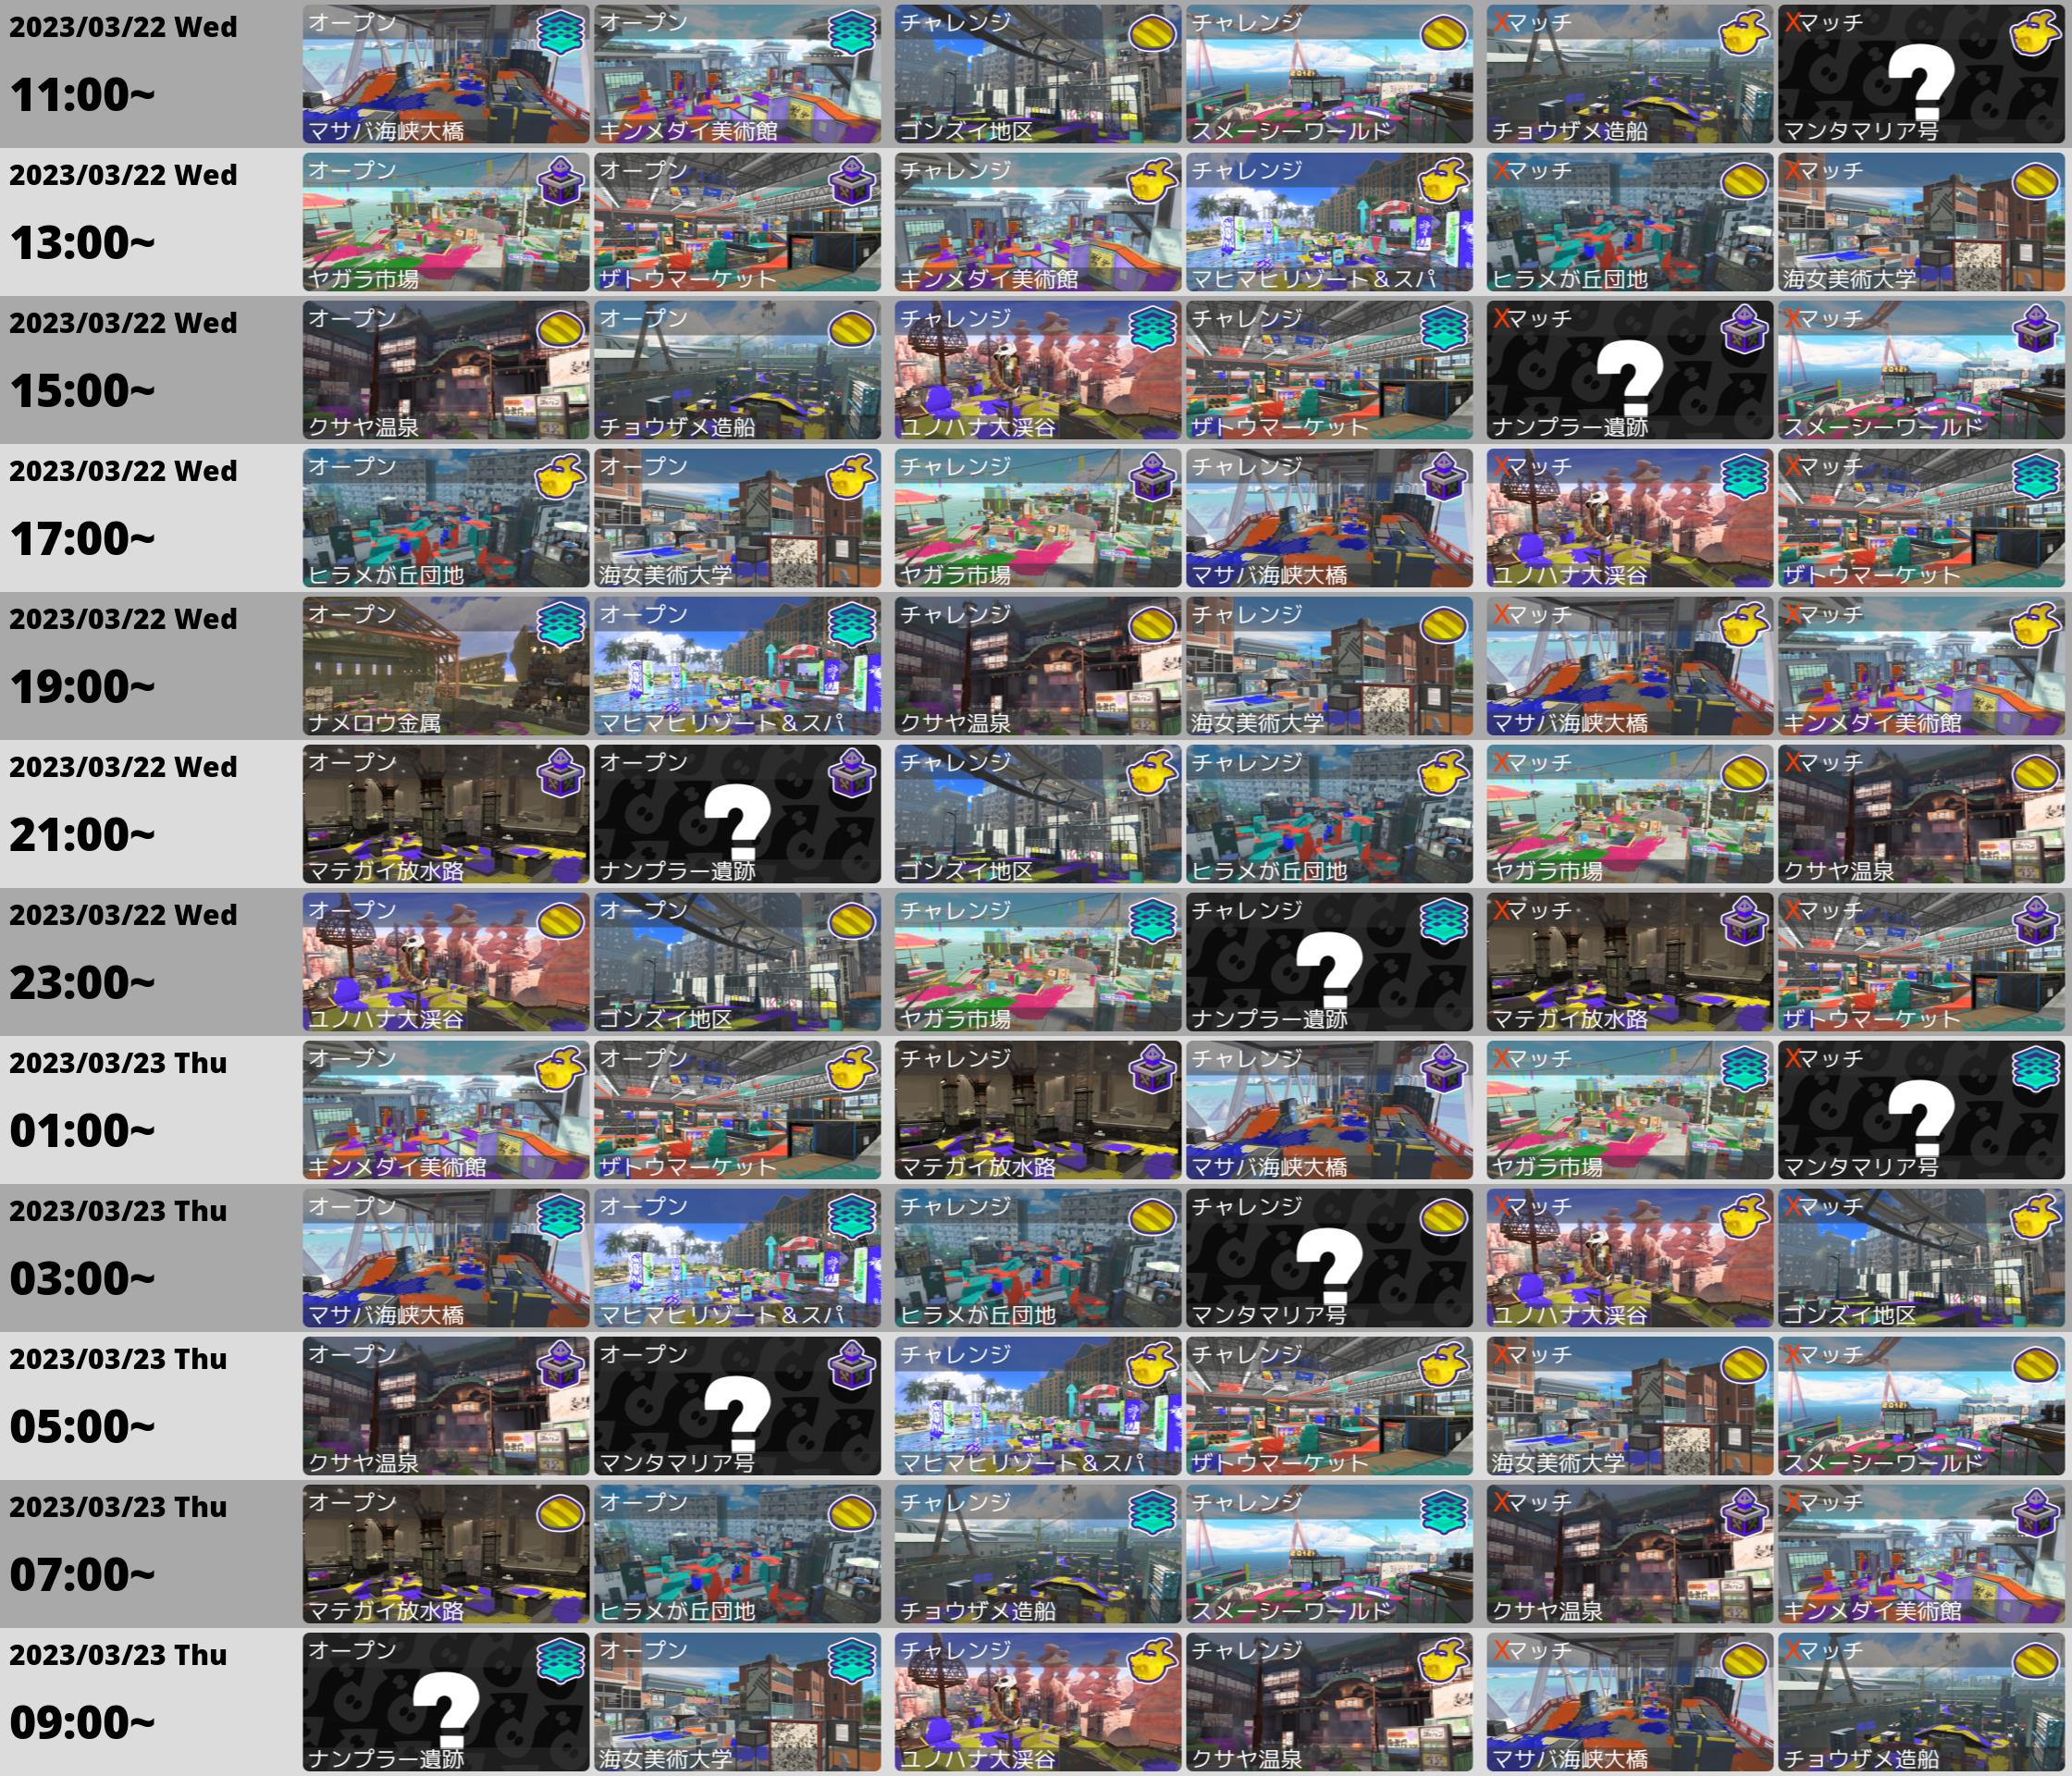 2023/03/22 Wed
11:00~
オープン オープン チャレンジ チャレンジ Xマッチ Xマッチ
マサバ海峡大橋 キンメダイ美術館 ゴンズイ地区 スメーシーワールド チョウザメ造船 マンタマリア号
2023/03/22 Wed
13:00~
オープン オープン チャレンジ チャレンジ Xマッチ Xマッチ
ヤガラ市場 ザトウマーケット キンメダイ美術館 マヒマヒリゾート&スパ ヒラメが丘団地 海女美術大学
2023/03/22 Wed
15:00~
オープン オープン チャレンジ チャレンジ Xマッチ Xマッチ
クサヤ温泉 チョウザメ造船 ユノハナ大渓谷 ザトウマーケット ナンプラー遺跡 スメーシーワールド
2023/03/22 Wed
17:00~
オープン オープン チャレンジ チャレンジ Xマッチ Xマッチ
ヒラメが丘団地 海女美術大学 ヤガラ市場 マサバ海峡大橋 ユノハナ大渓谷 ザトウマーケット
2023/03/22 Wed
19:00~
オープン オープン チャレンジ チャレンジ Xマッチ Xマッチ
ナメロウ金属 マヒマヒリゾート&スパ クサヤ温泉 海女美術大学 マサバ海峡大橋 キンメダイ美術館
2023/03/22 Wed
21:00~
オープン オープン チャレンジ チャレンジ Xマッチ Xマッチ
マテガイ放水路 ナンプラー遺跡 ゴンズイ地区 ヒラメが丘団地 ヤガラ市場 クサヤ温泉
2023/03/22 Wed
23:00~
オープン オープン チャレンジ チャレンジ Xマッチ Xマッチ
ユノハナ大渓谷 ゴンズイ地区 ヤガラ市場 ナンプラー遺跡 マテガイ放水路 ザトウマーケット
2023/03/23 Thu
01:00~
オープン オープン チャレンジ チャレンジ Xマッチ Xマッチ
キンメダイ美術館 ザトウマーケット マテガイ放水路 マサバ海峡大橋 ヤガラ市場 マンタマリア号
2023/03/23 Thu
03:00~
オープン オープン チャレンジ チャレンジ Xマッチ Xマッチ
マサバ海峡大橋 マヒマヒリゾート&スパ ヒラメが丘団地 マンタマリア号 ユノハナ大渓谷 ゴンズイ地区
2023/03/23 Thu
05:00~
オープン オープン チャレンジ チャレンジ Xマッチ Xマッチ
クサヤ温泉 マンタマリア号 マヒマヒリゾート&スパ ザトウマーケット 海女美術大学 スメーシーワールド
2023/03/23 Thu
07:00~
オープン オープン チャレンジ チャレンジ Xマッチ Xマッチ
マテガイ放水路 ヒラメが丘団地 チョウザメ造船 スメーシーワールド クサヤ温泉 キンメダイ美術館
2023/03/23 Thu
09:00~
オープン オープン チャレンジ チャレンジ Xマッチ Xマッチ
ナンプラー遺跡 海女美術大学 ユノハナ大渓谷 クサヤ温泉 マサバ海峡大橋 チョウザメ造船